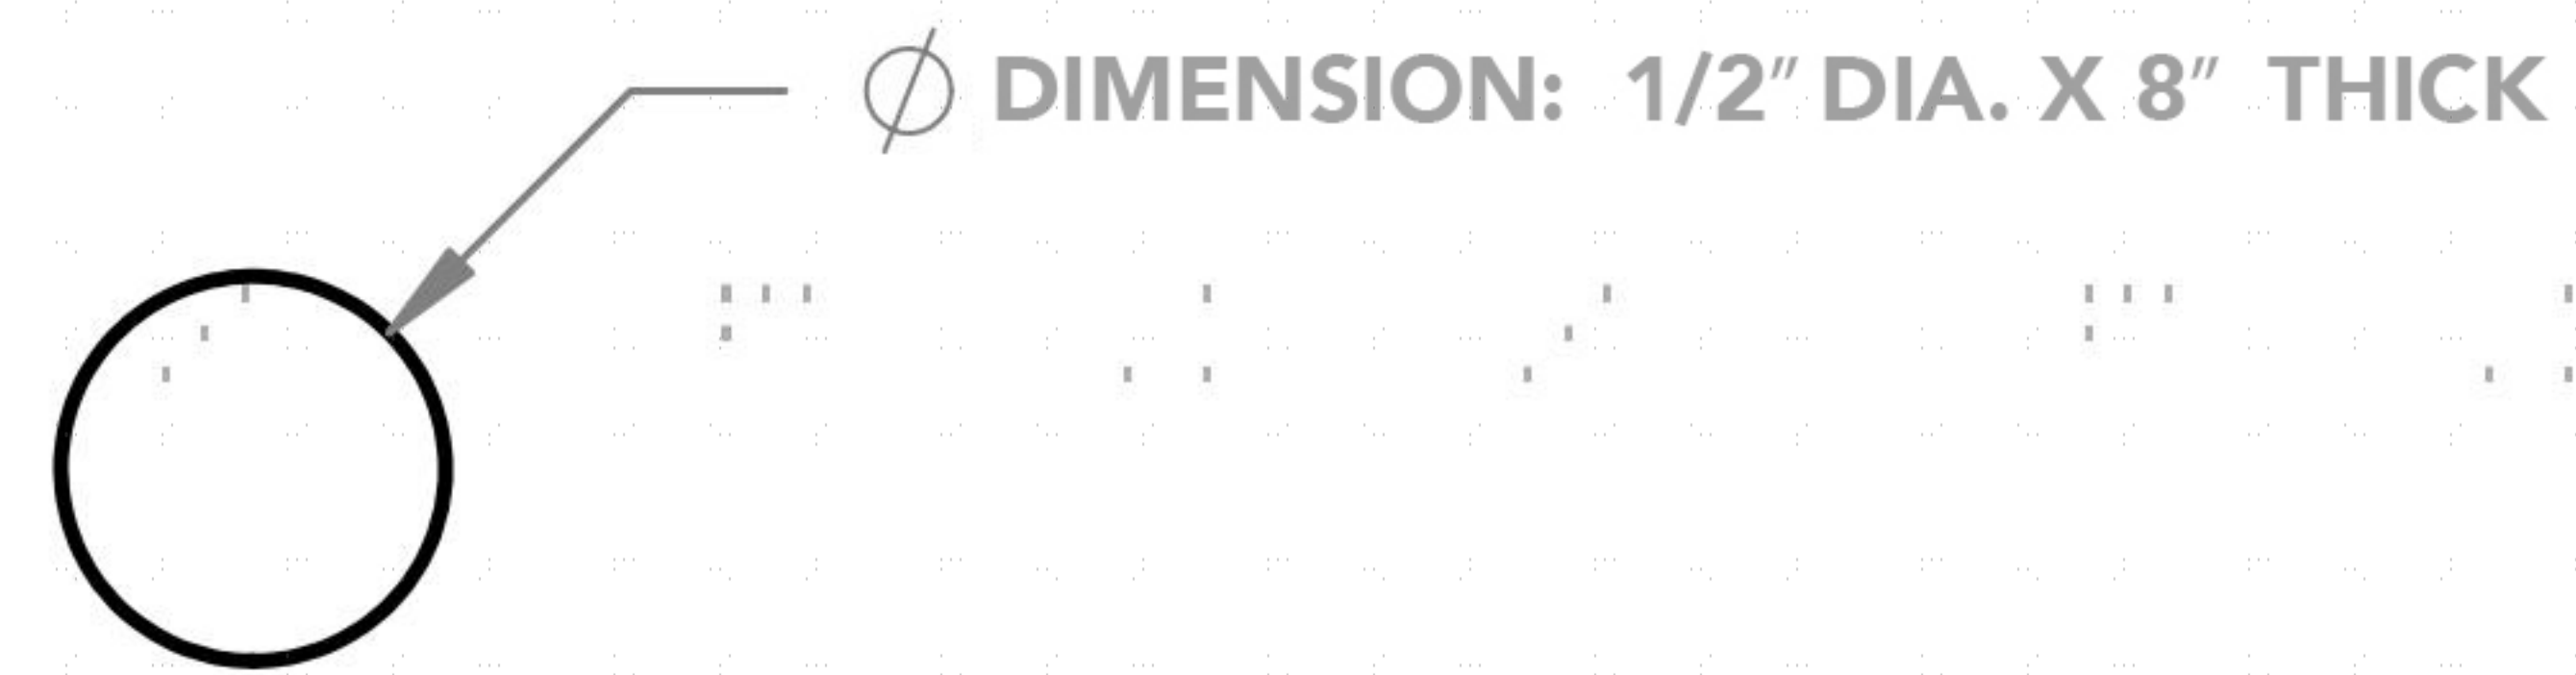 Ø DIMENSION: 1/2″ DIA. X 8″ THICK